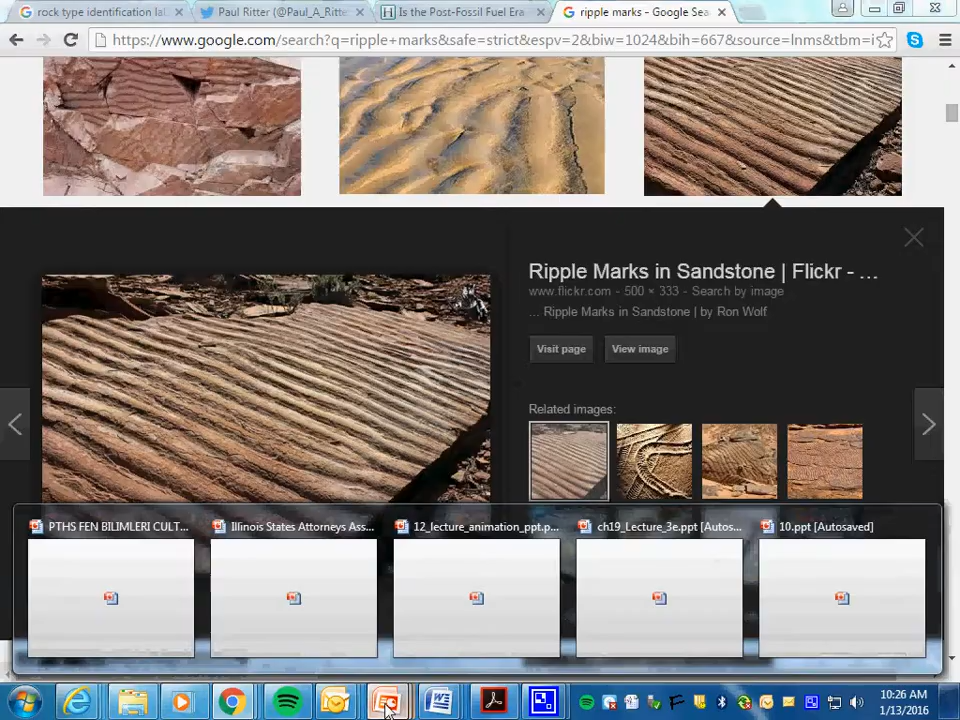 rock type identification lal
Paul Ritter (@Paul_A_Ritte
Is the Post-Fossil Fuel Era
ripple marks - Google Sea
https://www.google.com/search?q=ripple+marks&safe=strict&espv=2&biw=1024&bih=667&source=lnms&tbm=i
Ripple Marks in Sandstone | Flickr - ...
www.flickr.com - 500 × 333 - Search by image
... Ripple Marks in Sandstone | by Ron Wolf
Visit page View image
Related images:
PTHS FEN BILIMLERI CULT...
Illinois States Attorneys Ass...
12_lecture_animation_ppt.p...
ch19_Lecture_3e.ppt [Autos...
10.ppt [Autosaved]
10:26 AM
1/13/2016